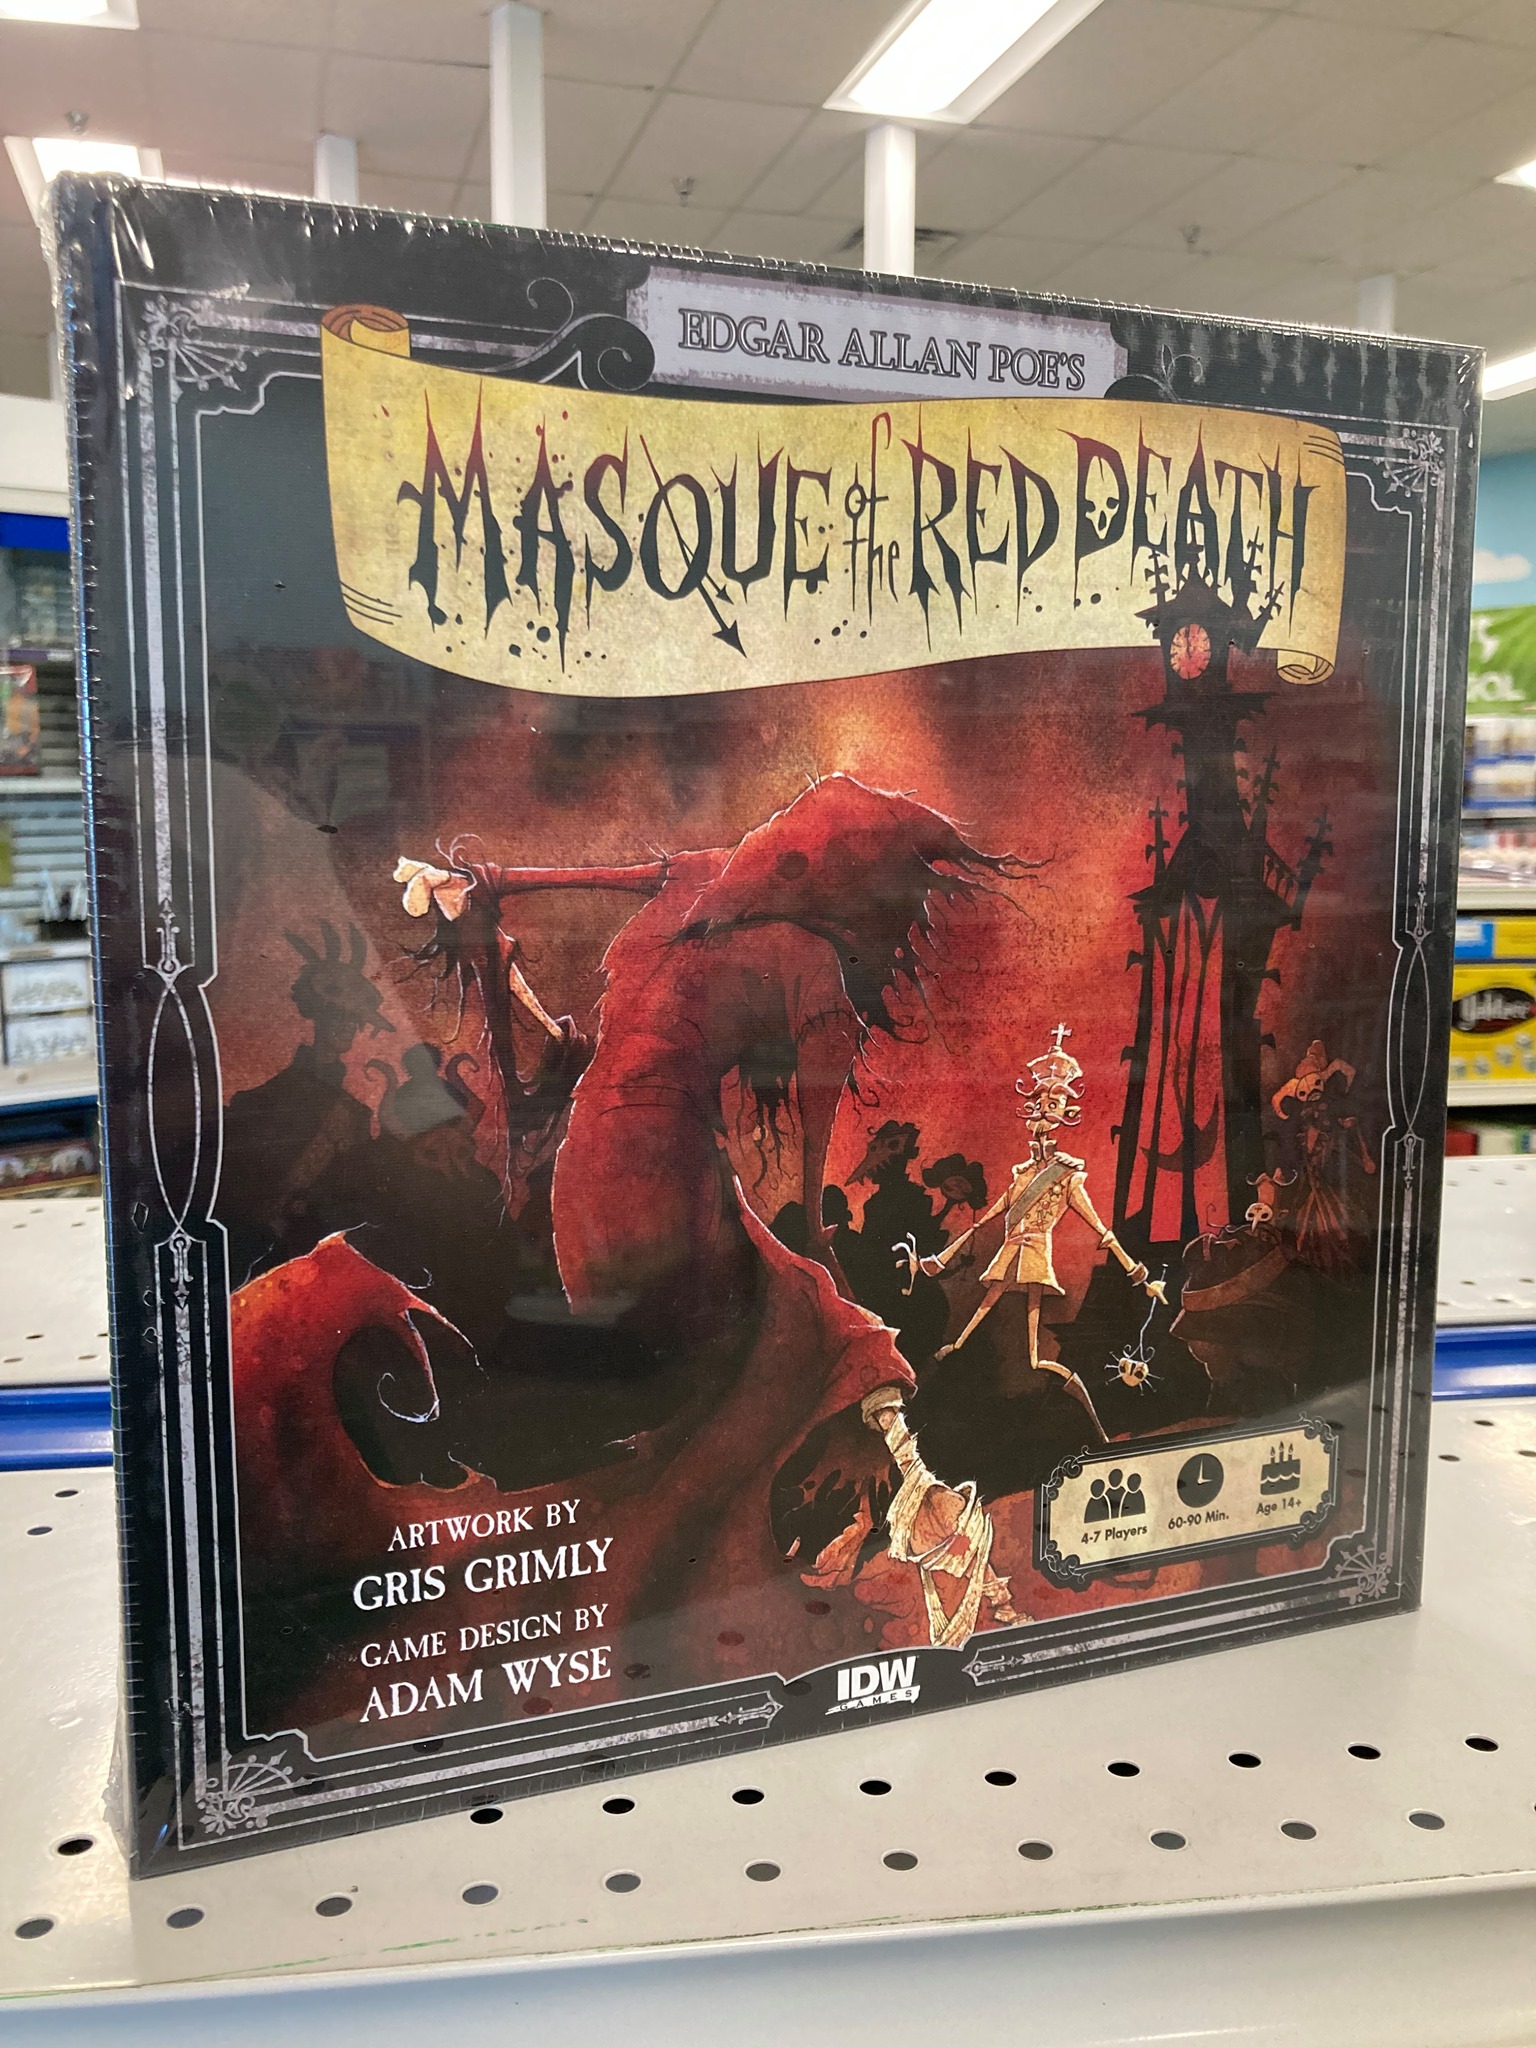 EDGAR ALLAN POE'S
MASQUE of the RED DEATH
ARTWORK BY
GRIS GRIMLY
GAME DESIGN BY
ADAM WYSE
4-7 Players
60-90 Min.
Age 14+
IDW
GAMES
Yahtzee